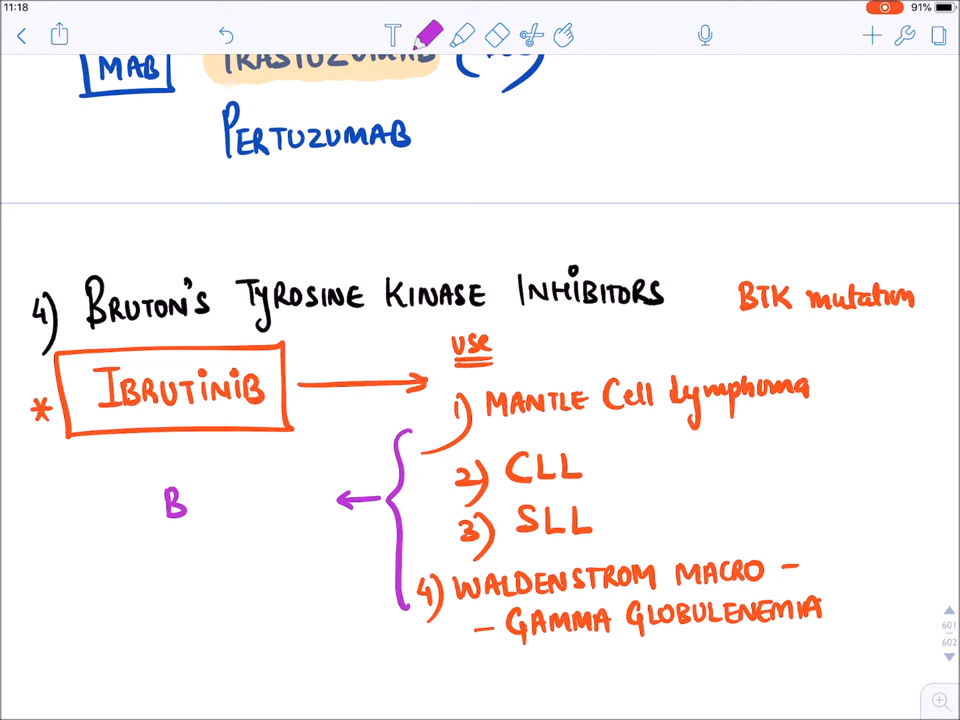 11:18
91%
T
MAB
TRASTUZUMAB
PERTUZUMAB
4) BRUTON'S TYROSINE KINASE INHIBITORS
BTK mutation
* IBRUTINIB
USE
1) MANTLE Cell Lymphoma
2) CLL
3) SLL
4) WALDENSTROM MACRO -
- GAMMA GLOBULENEMIA
B
601
602